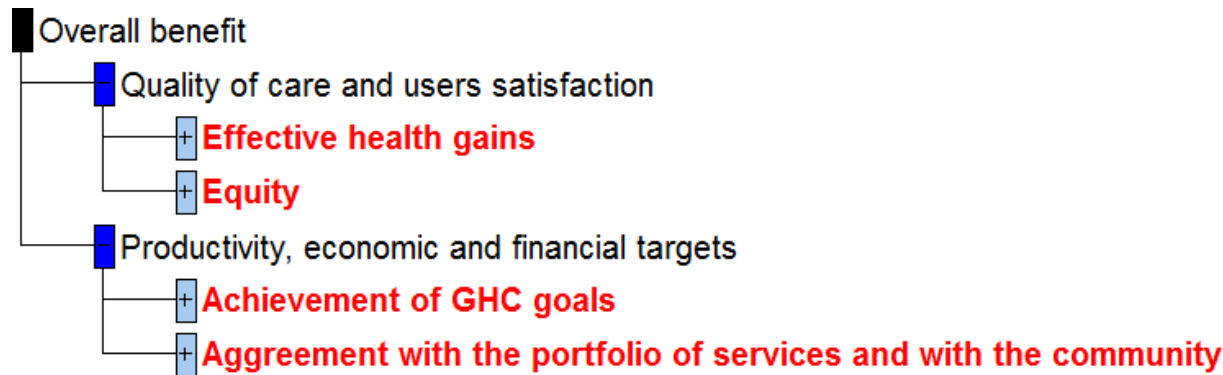 Overall benefit
Quality of care and users satisfaction
Effective health gains
Equity
Productivity, economic and financial targets
Achievement of GHC goals
Aggreement with the portfolio of services and with the community